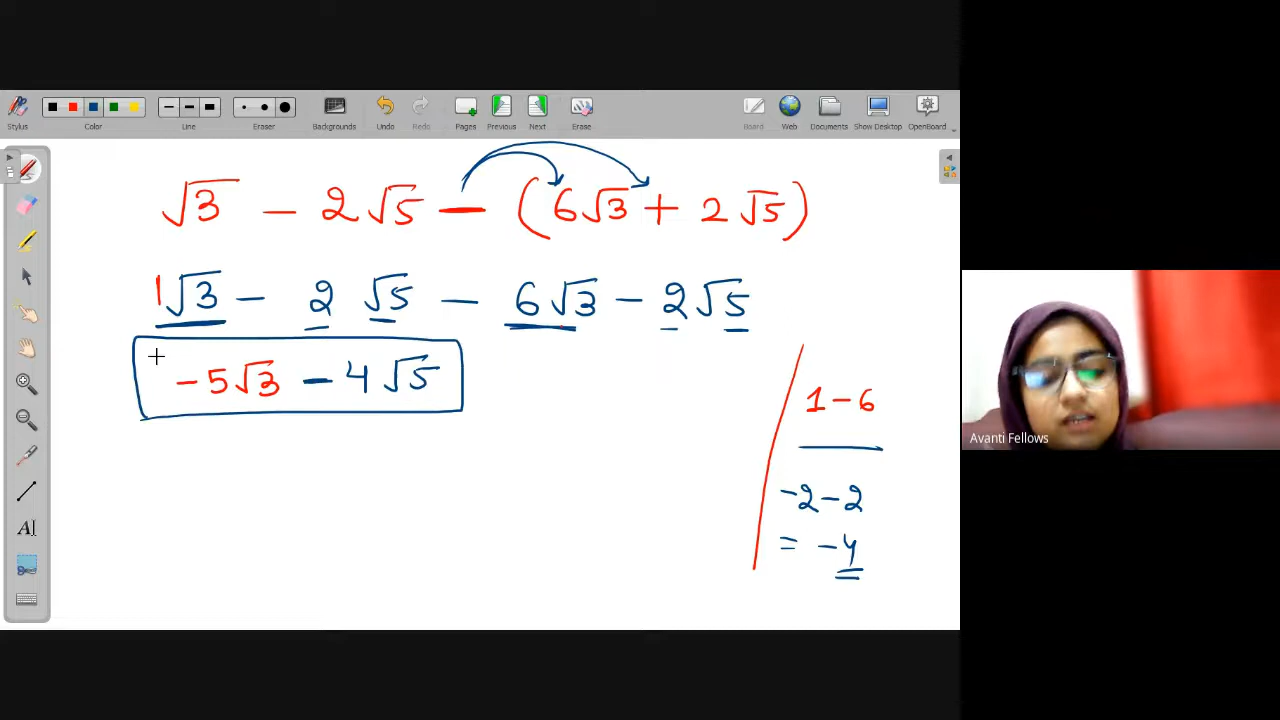 Stylus Color Line Eraser Backgrounds Undo Redo Pages Previous Next Erase Board Web Documents Show Desktop OpenBoard
√3 - 2√5 - (6√3 + 2√5)
1√3 - 2 √5 - 6√3 - 2√5
-5√3 - 4√5
1-6
-2-2
= -4
AI
Avanti Fellows